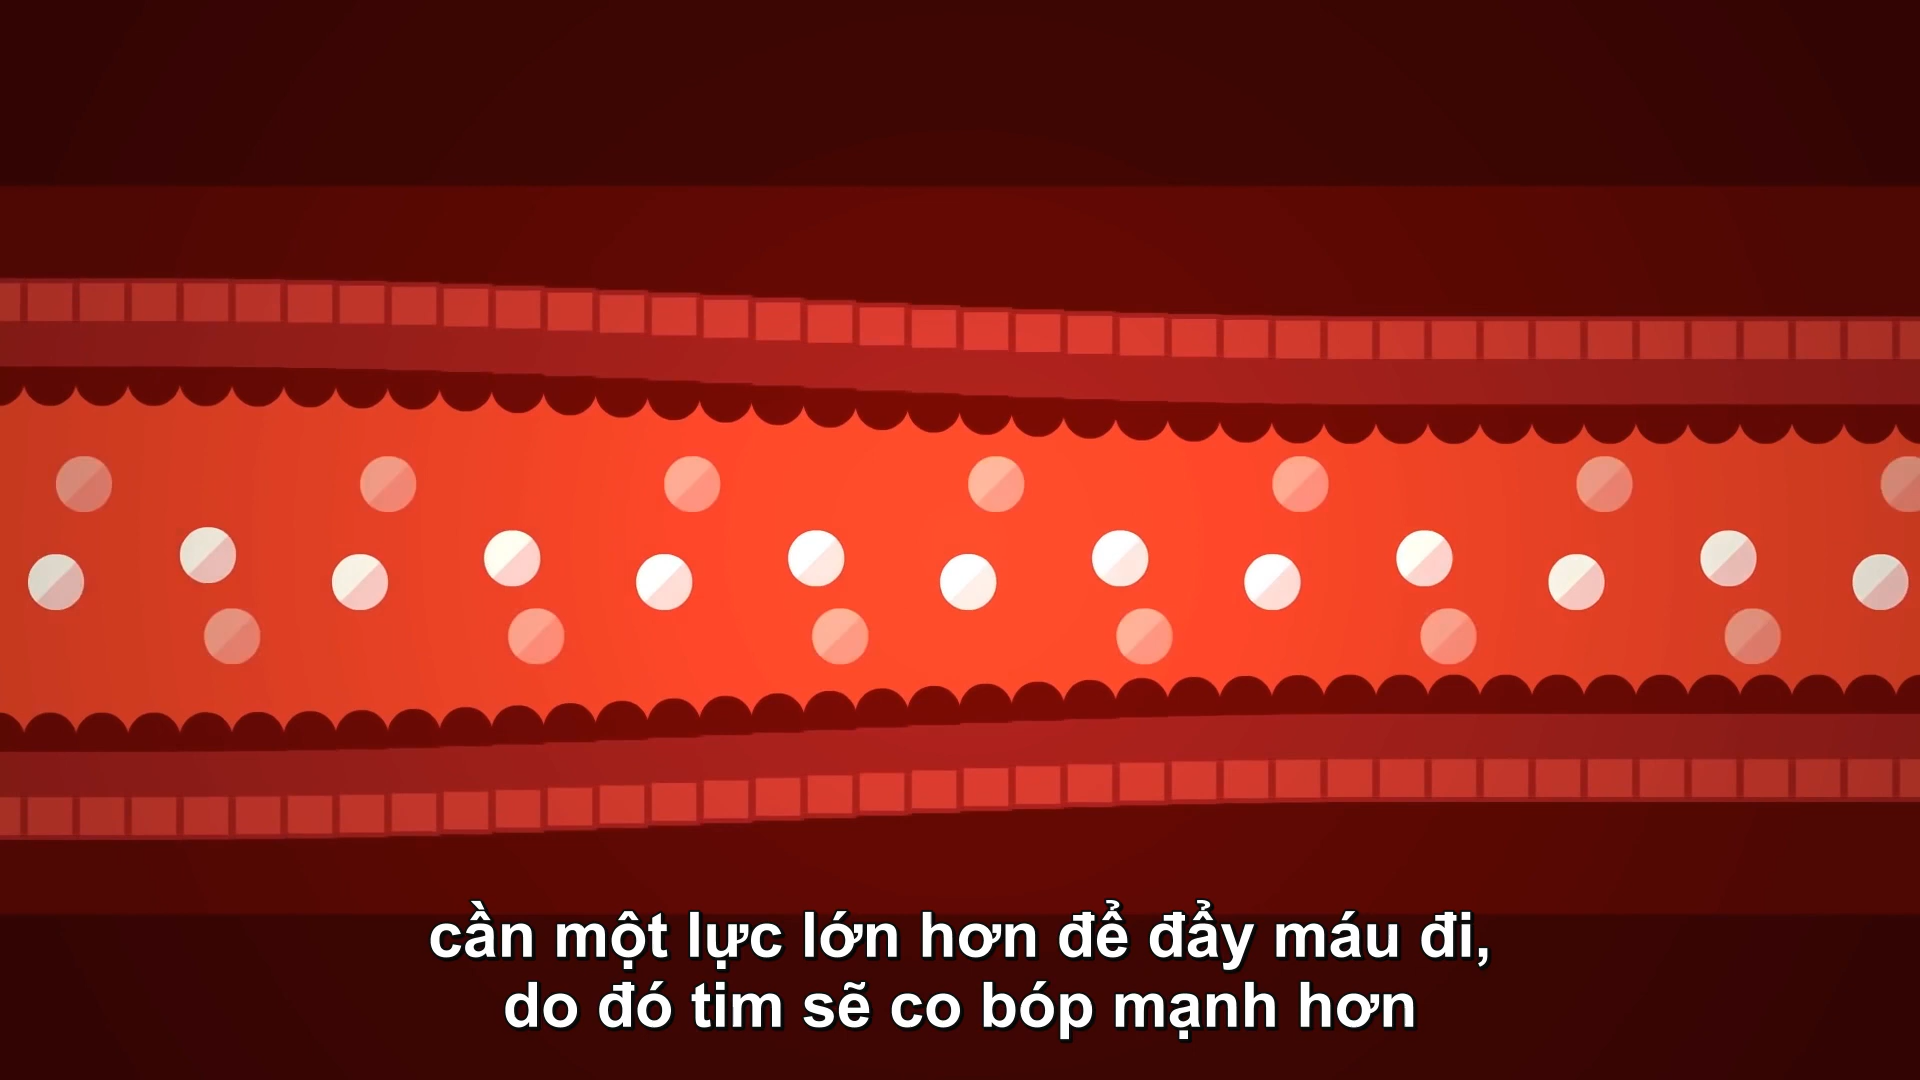 cần một lực lớn hơn để đẩy máu đi,
do đó tim sẽ co bóp mạnh hơn